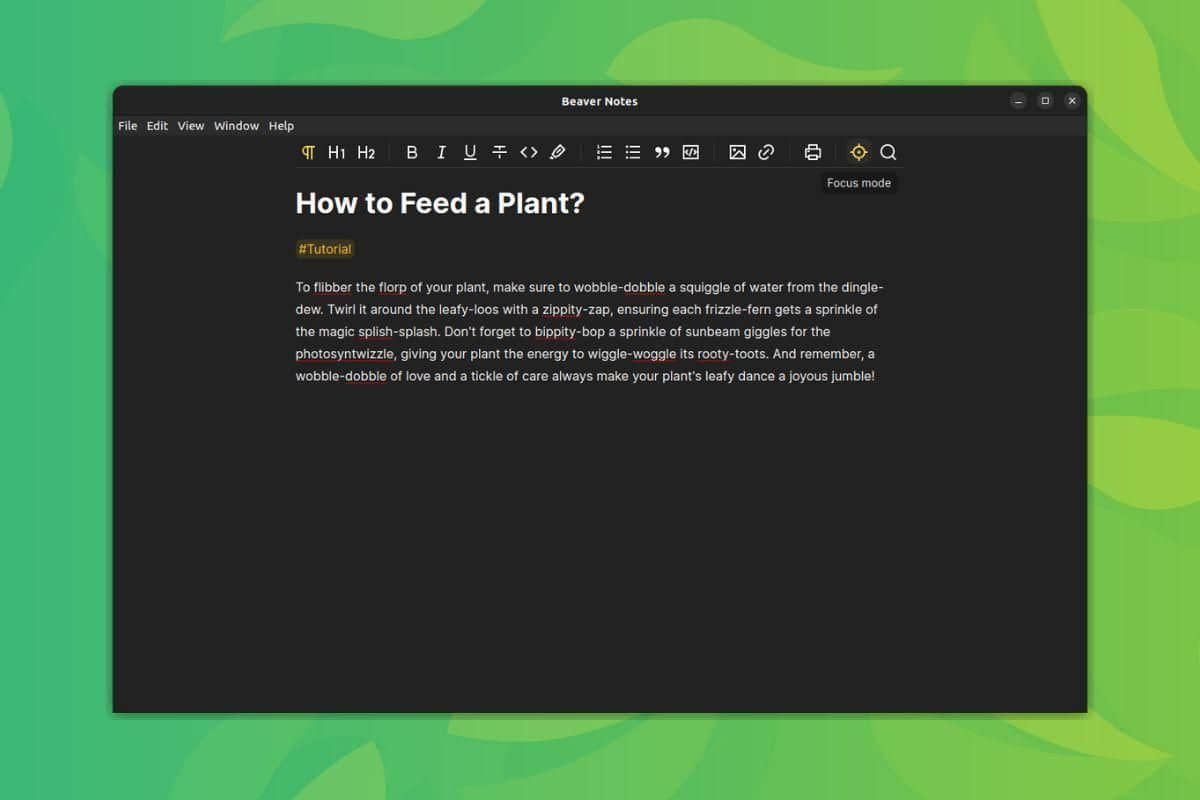 Beaver Notes
File Edit View Window Help
H1 H2 B I U
Focus mode
How to Feed a Plant?
#Tutorial
To flibber the florp of your plant, make sure to wobble-dobble a squiggle of water from the dingle-
dew. Twirl it around the leafy-loos with a zippity-zap, ensuring each frizzle-fern gets a sprinkle of
the magic splish-splash. Don't forget to bippity-bop a sprinkle of sunbeam giggles for the
photosyntwizzle, giving your plant the energy to wiggle-woggle its rooty-toots. And remember, a
wobble-dobble of love and a tickle of care always make your plant's leafy dance a joyous jumble!